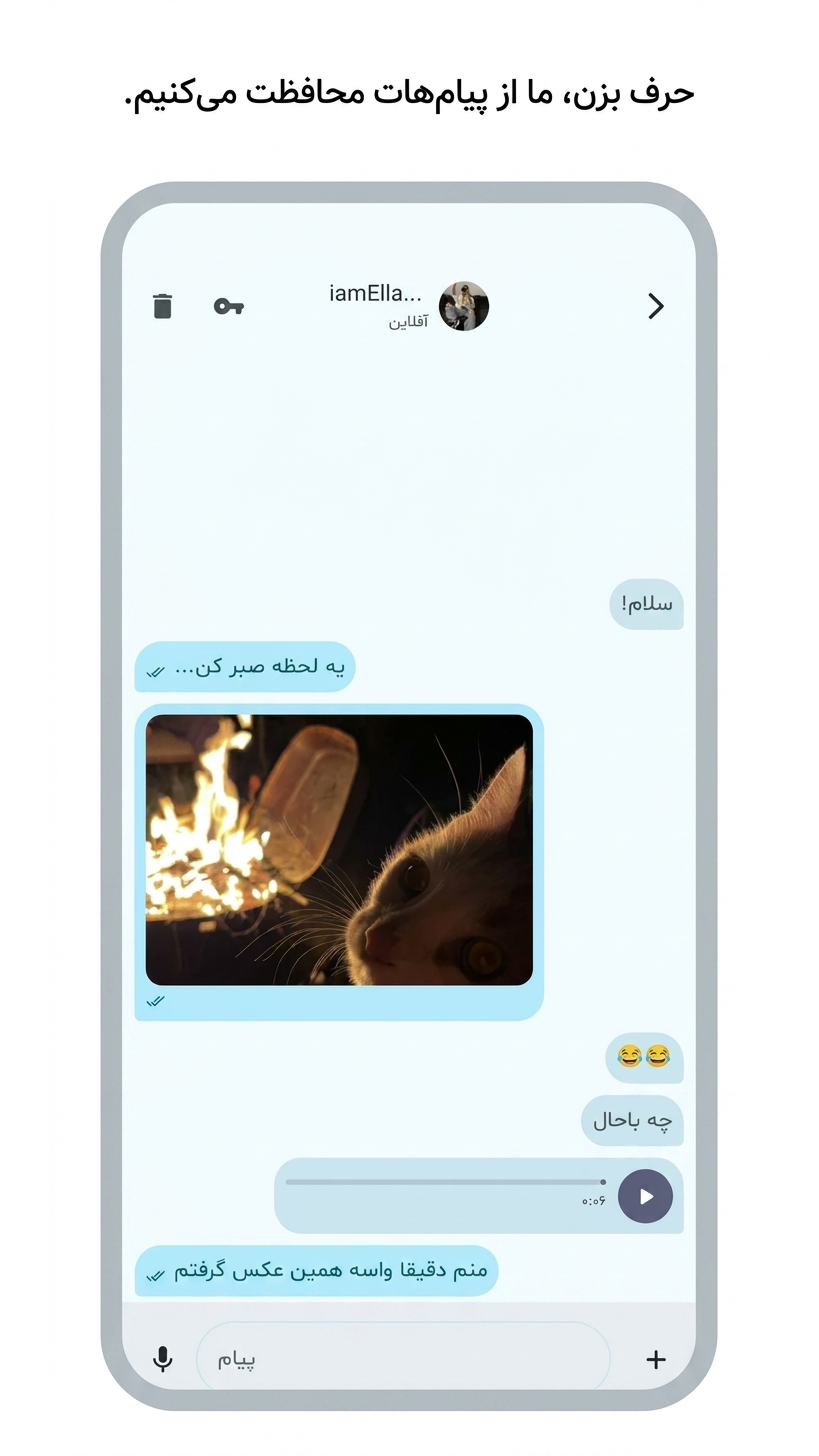 حرف بزن، ما از پیام‌هات محافظت می‌کنیم.
iamElla...
آفلاین
سلام!
یه لحظه صبر کن...
😂😂
چه باحال
۰:۰۶
منم دقیقا واسه همین عکس گرفتم
پیام